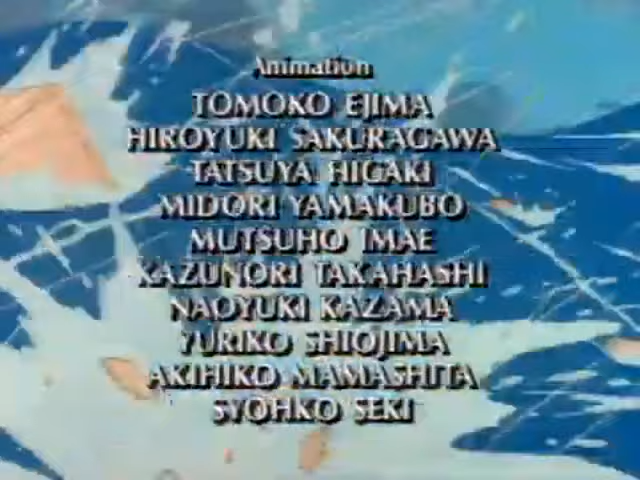 Animation
TOMOKO EJIMA
HIROYUKI SAKURAGAWA
TATSUYA HIGAKI
MIDORI YAMAKUBO
MUTSUHO IMAE
KAZUNORI TAKAHASHI
NAOYUKI KAZAMA
YURIKO SHIOJIMA
AKIHIKO MAMASHITA
SYOHKO SEKI